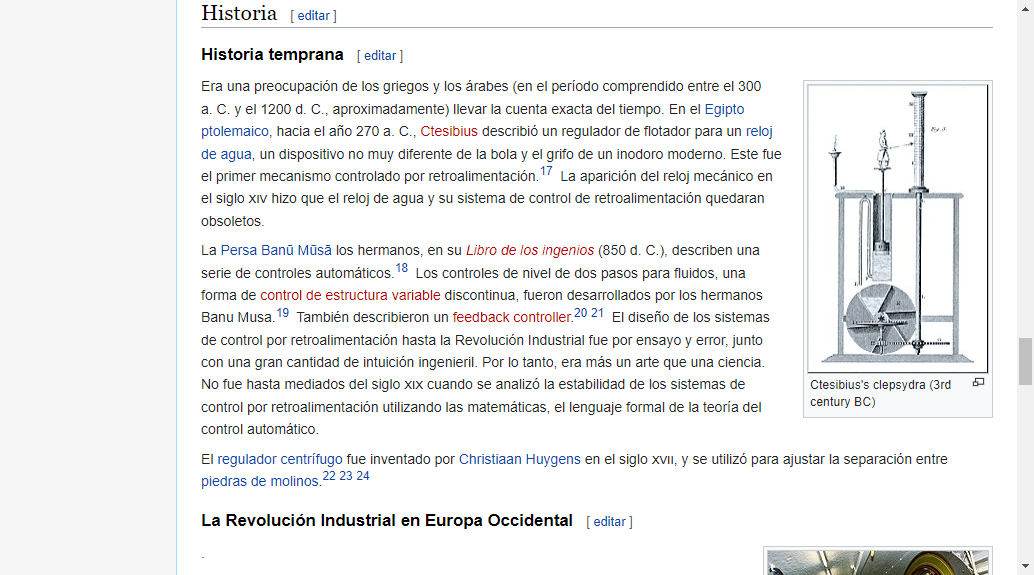 Historia [ editar ]
Historia temprana [ editar ]
Era una preocupación de los griegos y los árabes (en el período comprendido entre el 300
a. C. y el 1200 d. C., aproximadamente) llevar la cuenta exacta del tiempo. En el Egipto
ptolemaico, hacia el año 270 a. C., Ctesibius describió un regulador de flotador para un reloj
de agua, un dispositivo no muy diferente de la bola y el grifo de un inodoro moderno. Este fue
el primer mecanismo controlado por retroalimentación.17 La aparición del reloj mecánico en
el siglo XIV hizo que el reloj de agua y su sistema de control de retroalimentación quedaran
obsoletos.
La Persa Banū Mūsā los hermanos, en su Libro de los ingenios (850 d. C.), describen una
serie de controles automáticos.18 Los controles de nivel de dos pasos para fluidos, una
forma de control de estructura variable discontinua, fueron desarrollados por los hermanos
Banu Musa.19 También describieron un feedback controller.20 21 El diseño de los sistemas
de control por retroalimentación hasta la Revolución Industrial fue por ensayo y error, junto
con una gran cantidad de intuición ingenieril. Por lo tanto, era más un arte que una ciencia.
No fue hasta mediados del siglo XIX cuando se analizó la estabilidad de los sistemas de
control por retroalimentación utilizando las matemáticas, el lenguaje formal de la teoría del
control automático.
Fig. 3.
Ctesibius's clepsydra (3rd
century BC)
El regulador centrífugo fue inventado por Christiaan Huygens en el siglo XVII, y se utilizó para ajustar la separación entre
piedras de molinos.22 23 24
La Revolución Industrial en Europa Occidental [ editar ]
.